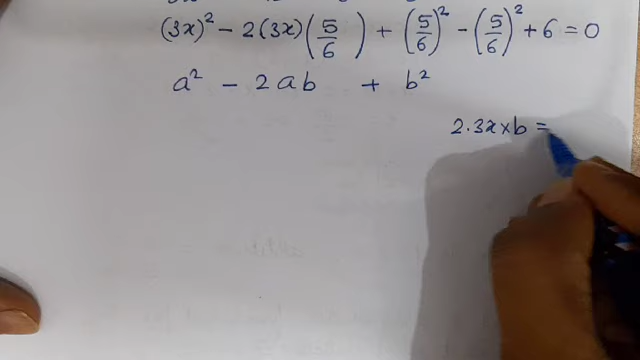 (3x)² - 2(3x)(5/6) + (5/6)² - (5/6)² + 6 = 0
a² - 2ab + b²
2.3x×b =